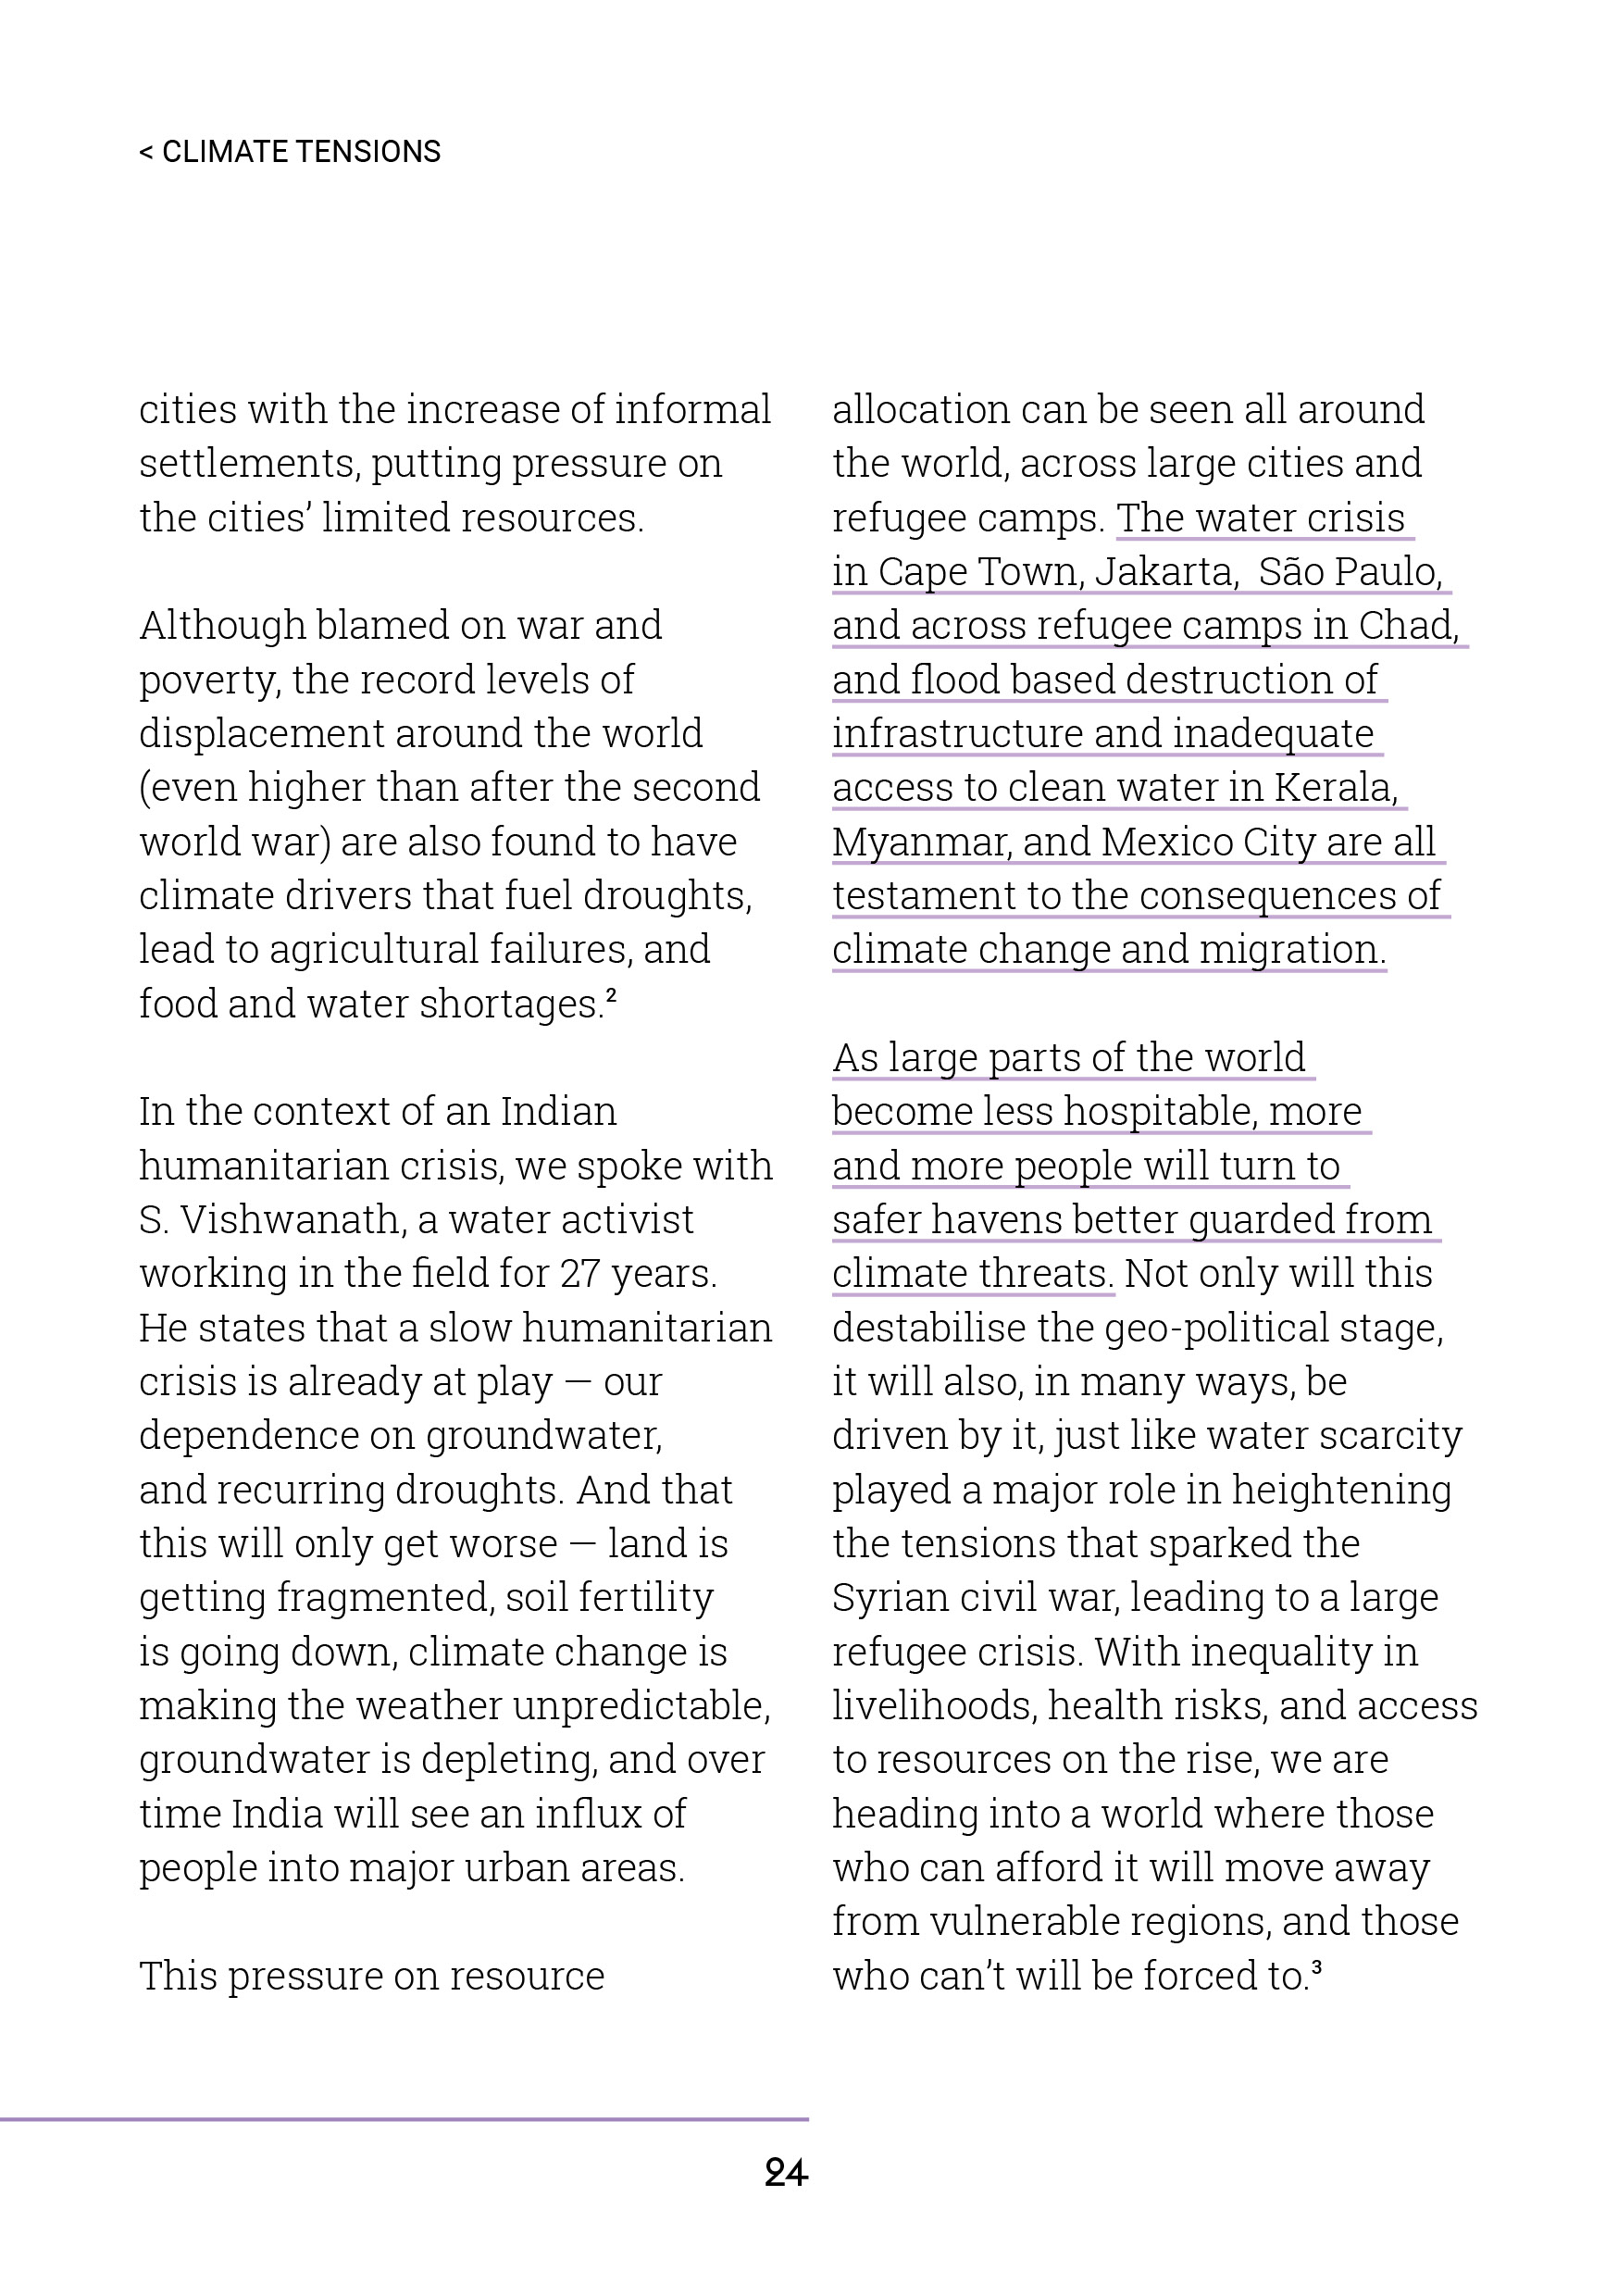 < CLIMATE TENSIONS
cities with the increase of informal
settlements, putting pressure on
the cities’ limited resources.
Although blamed on war and
poverty, the record levels of
displacement around the world
(even higher than after the second
world war) are also found to have
climate drivers that fuel droughts,
lead to agricultural failures, and
food and water shortages.²
In the context of an Indian
humanitarian crisis, we spoke with
S. Vishwanath, a water activist
working in the field for 27 years.
He states that a slow humanitarian
crisis is already at play — our
dependence on groundwater,
and recurring droughts. And that
this will only get worse — land is
getting fragmented, soil fertility
is going down, climate change is
making the weather unpredictable,
groundwater is depleting, and over
time India will see an influx of
people into major urban areas.
This pressure on resource
allocation can be seen all around
the world, across large cities and
refugee camps. The water crisis
in Cape Town, Jakarta,  São Paulo,
and across refugee camps in Chad,
and flood based destruction of
infrastructure and inadequate
access to clean water in Kerala,
Myanmar, and Mexico City are all
testament to the consequences of
climate change and migration.
As large parts of the world
become less hospitable, more
and more people will turn to
safer havens better guarded from
climate threats. Not only will this
destabilise the geo-political stage,
it will also, in many ways, be
driven by it, just like water scarcity
played a major role in heightening
the tensions that sparked the
Syrian civil war, leading to a large
refugee crisis. With inequality in
livelihoods, health risks, and access
to resources on the rise, we are
heading into a world where those
who can afford it will move away
from vulnerable regions, and those
who can’t will be forced to.³
24